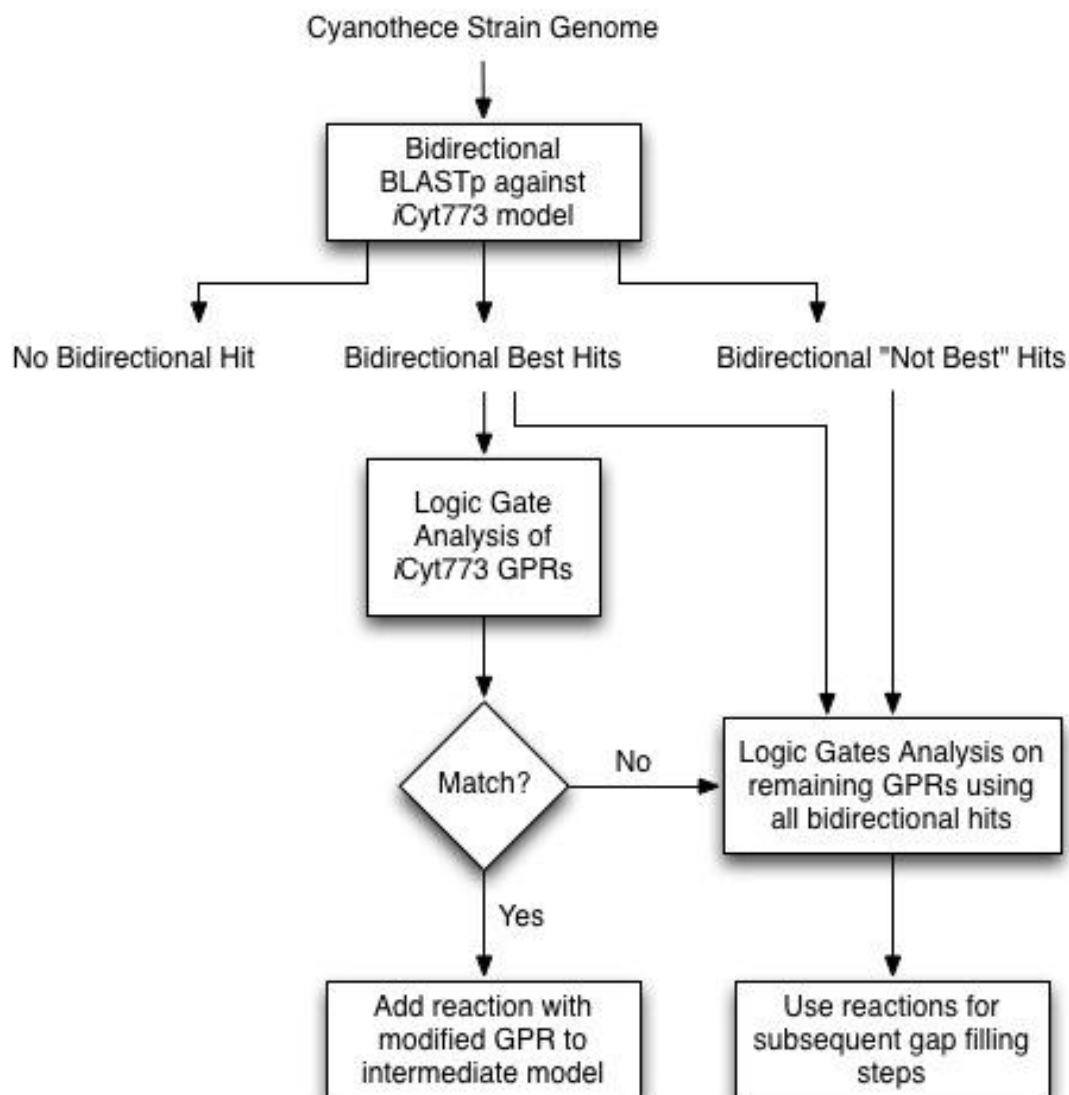 Cyanothece Strain Genome
Bidirectional
BLASTp against
iCyt773 model
No Bidirectional Hit
Bidirectional Best Hits
Bidirectional "Not Best" Hits
Logic Gate
Analysis of
iCyt773 GPRs
Match?
No
Logic Gates Analysis on
remaining GPRs using
all bidirectional hits
Yes
Add reaction with
modified GPR to
intermediate model
Use reactions for
subsequent gap filling
steps